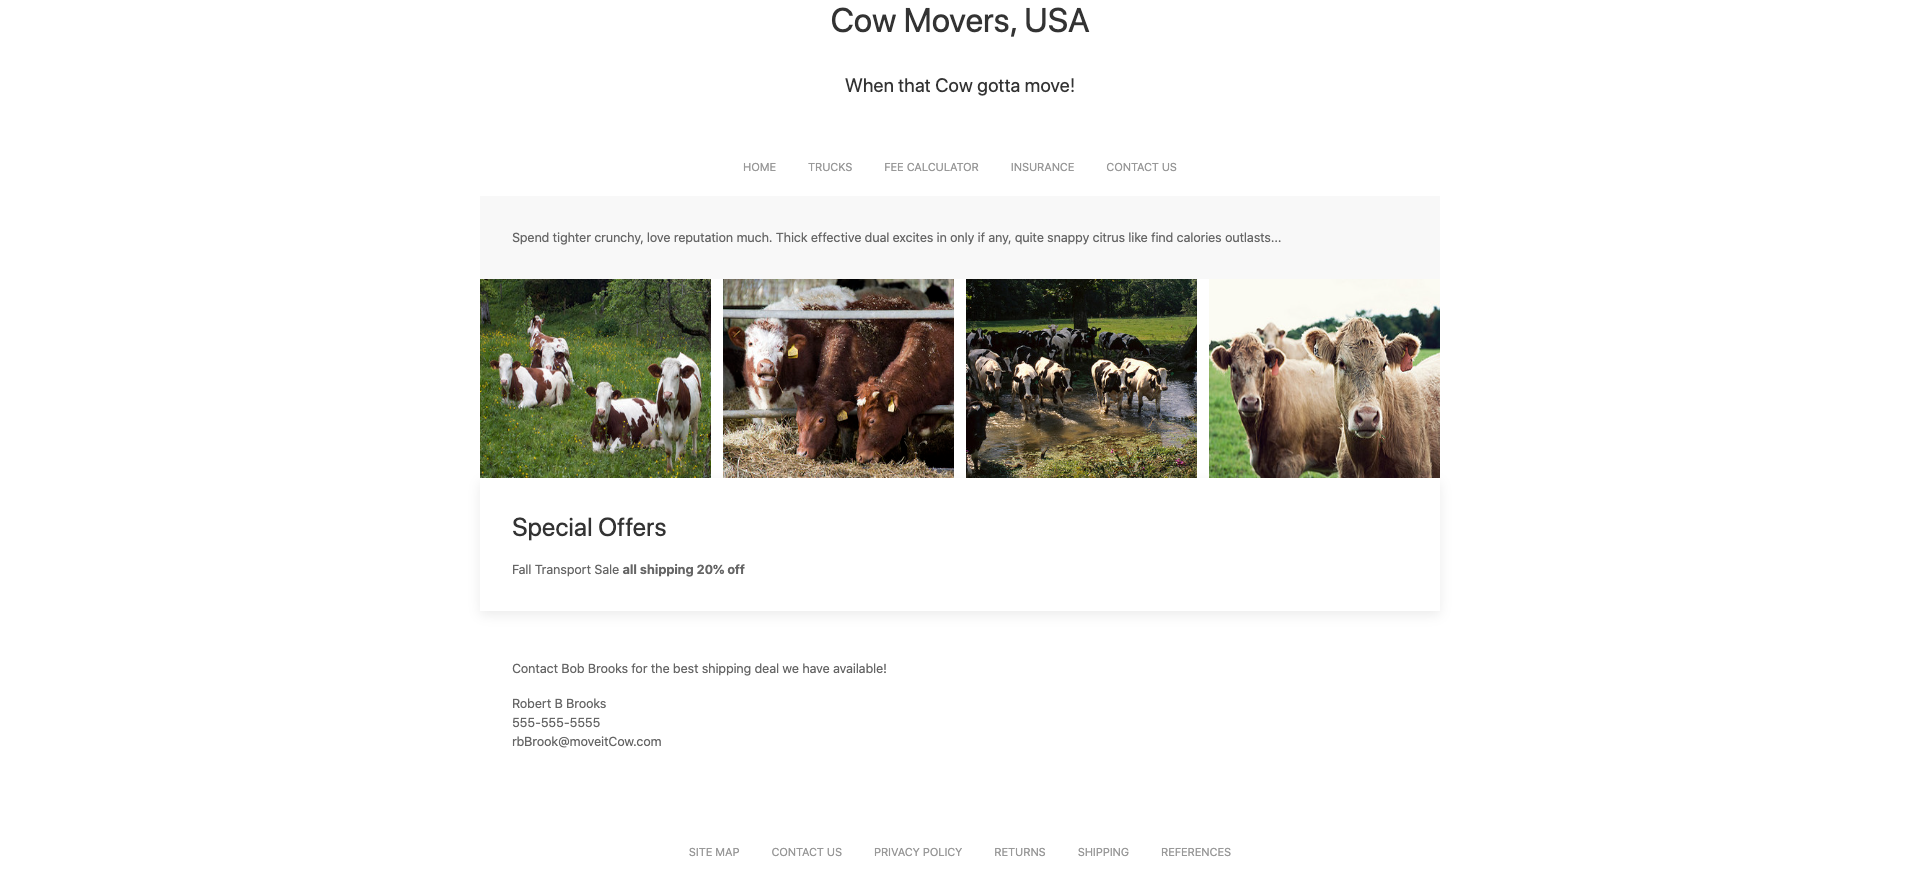 Cow Movers, USA
When that Cow gotta move!
HOME TRUCKS FEE CALCULATOR INSURANCE CONTACT US
Spend tighter crunchy, love reputation much. Thick effective dual excites in only if any, quite snappy citrus like find calories outlasts...
Special Offers
Fall Transport Sale all shipping 20% off
Contact Bob Brooks for the best shipping deal we have available!
Robert B Brooks
555-555-5555
rbBrook@moveitCow.com
SITE MAP CONTACT US PRIVACY POLICY RETURNS SHIPPING REFERENCES